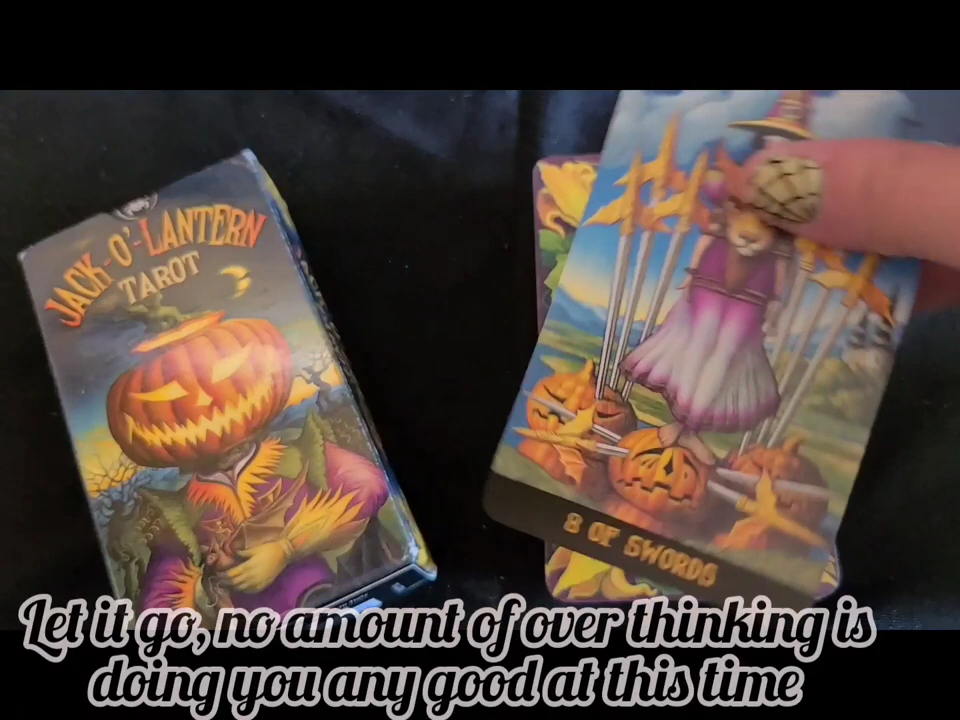 JACK-O'-LANTERN
TAROT
8 OF SWORDS
Let it go, no amount of over thinking is
doing you any good at this time